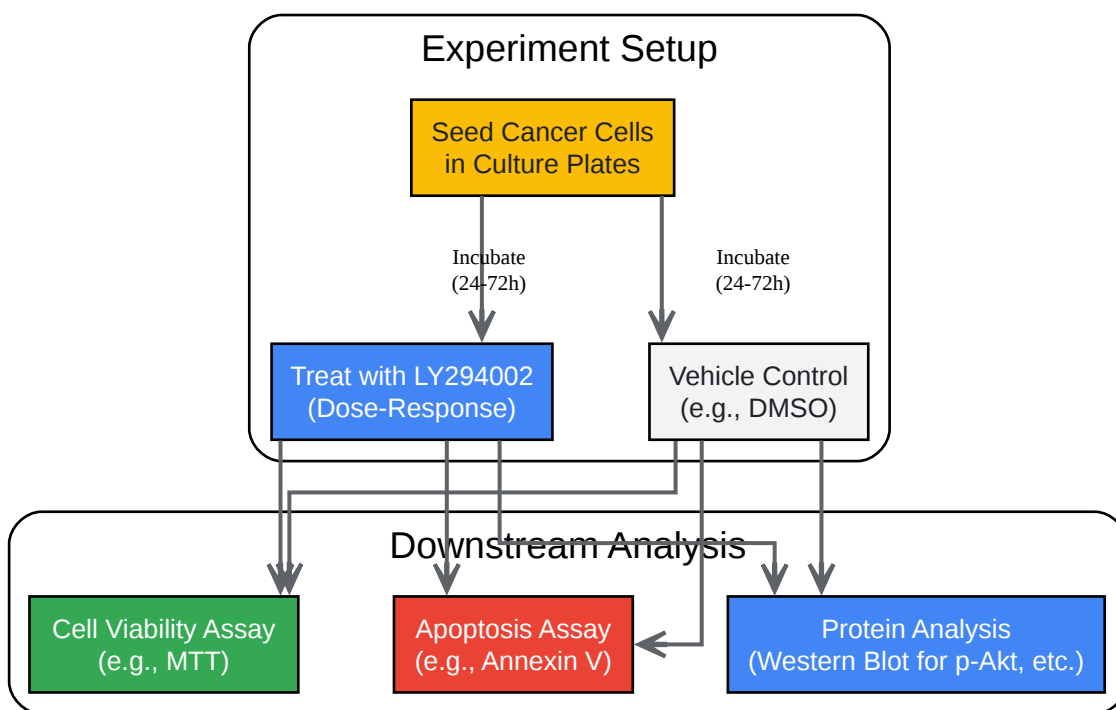 Experiment Setup
Seed Cancer Cells
in Culture Plates
Incubate
(24-72h)
Incubate
(24-72h)
Treat with LY294002
(Dose-Response)
Vehicle Control
(e.g., DMSO)
Downstream Analysis
Cell Viability Assay
(e.g., MTT)
Apoptosis Assay
(e.g., Annexin V)
Protein Analysis
(Western Blot for p-Akt, etc.)